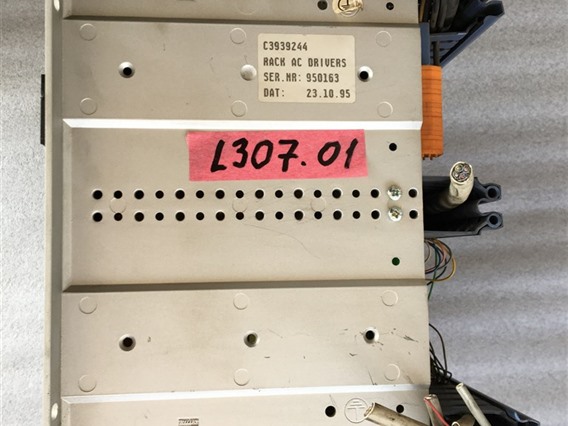 C3939244
RACK AC DRIVERS
SER.NR: 950163
DAT: 23.10.95
L307.01